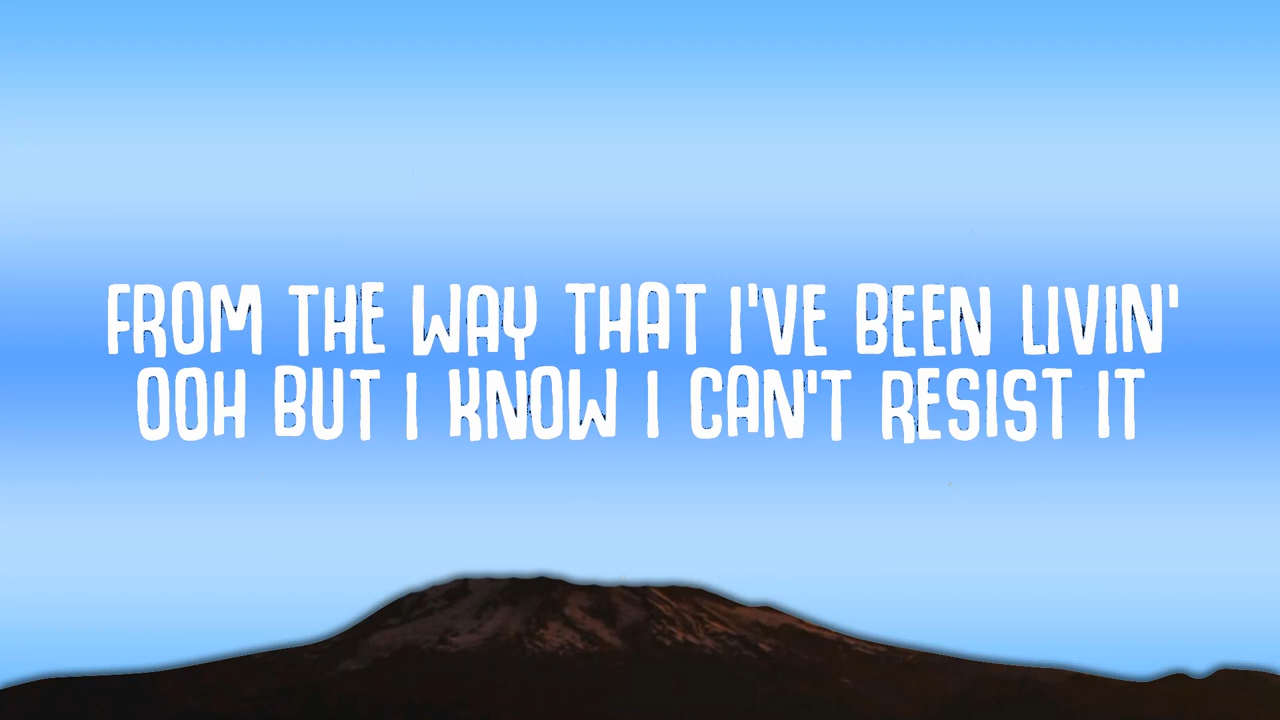 FROM THE WAY THAT I'VE BEEN LIVIN'
OOH BUT I KNOW I CAN'T RESIST IT